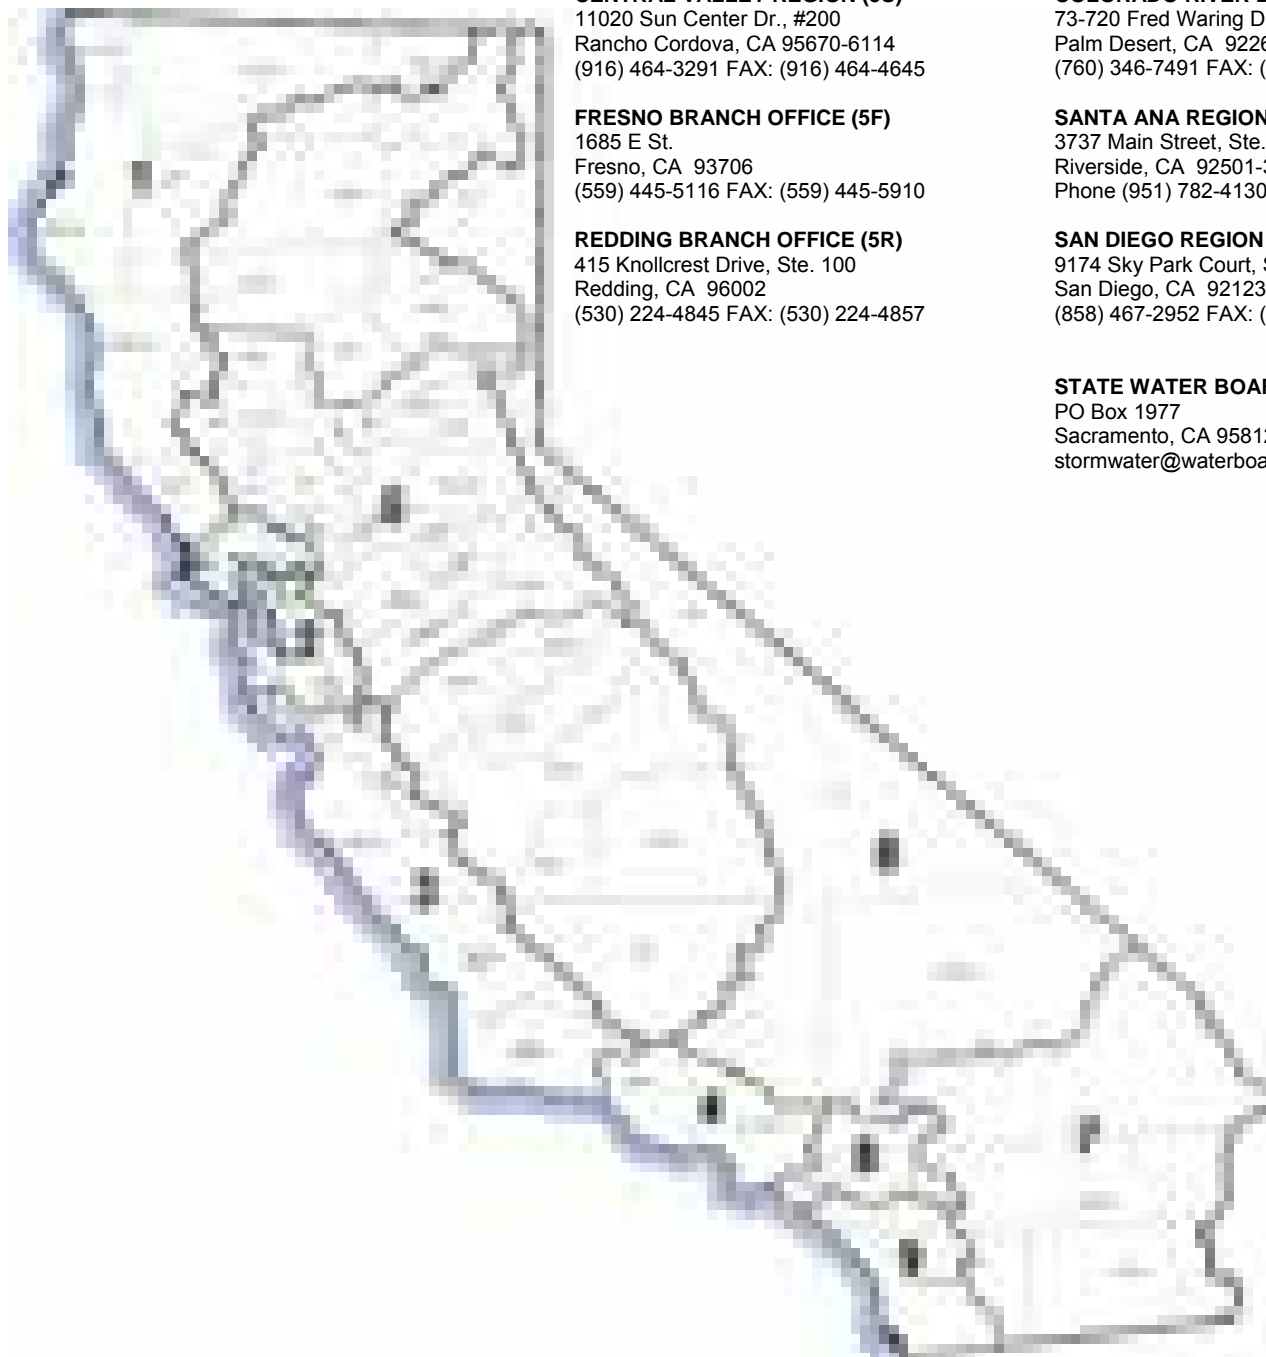 11020 Sun Center Dr., #200
Rancho Cordova, CA 95670-6114
(916) 464-3291 FAX: (916) 464-4645
FRESNO BRANCH OFFICE (5F)
1685 E St.
Fresno, CA  93706
(559) 445-5116 FAX: (559) 445-5910
REDDING BRANCH OFFICE (5R)
415 Knollcrest Drive, Ste. 100
Redding, CA  96002
(530) 224-4845 FAX: (530) 224-4857
73-720 Fred Waring D
Palm Desert, CA  9226
(760) 346-7491 FAX: (
SANTA ANA REGION
3737 Main Street, Ste.
Riverside, CA  92501-3
Phone (951) 782-4130
SAN DIEGO REGION
9174 Sky Park Court, S
San Diego, CA  92123
(858) 467-2952 FAX: (
STATE WATER BOAR
PO Box 1977
Sacramento, CA 95812
stormwater@waterboa